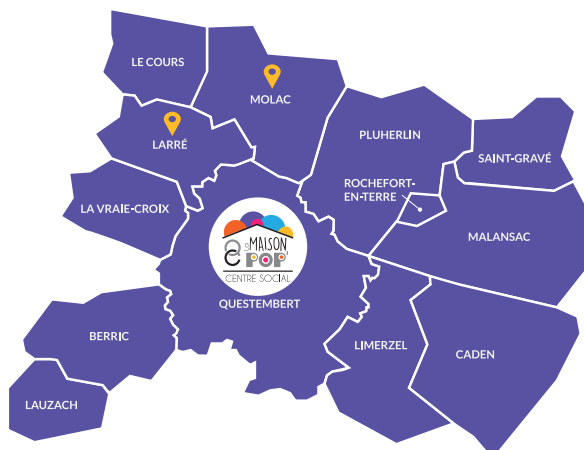 LE COURS
MOLAC
LARRÉ
PLUHERLIN
SAINT-GRAVÉ
ROCHEFORT-
EN-TERRE
LA VRAIE-CROIX
MALANSAC
MAISON
POP'
CENTRE SOCIAL
QUESTEMBERT
BERRIC
LIMERZEL
CADEN
LAUZACH